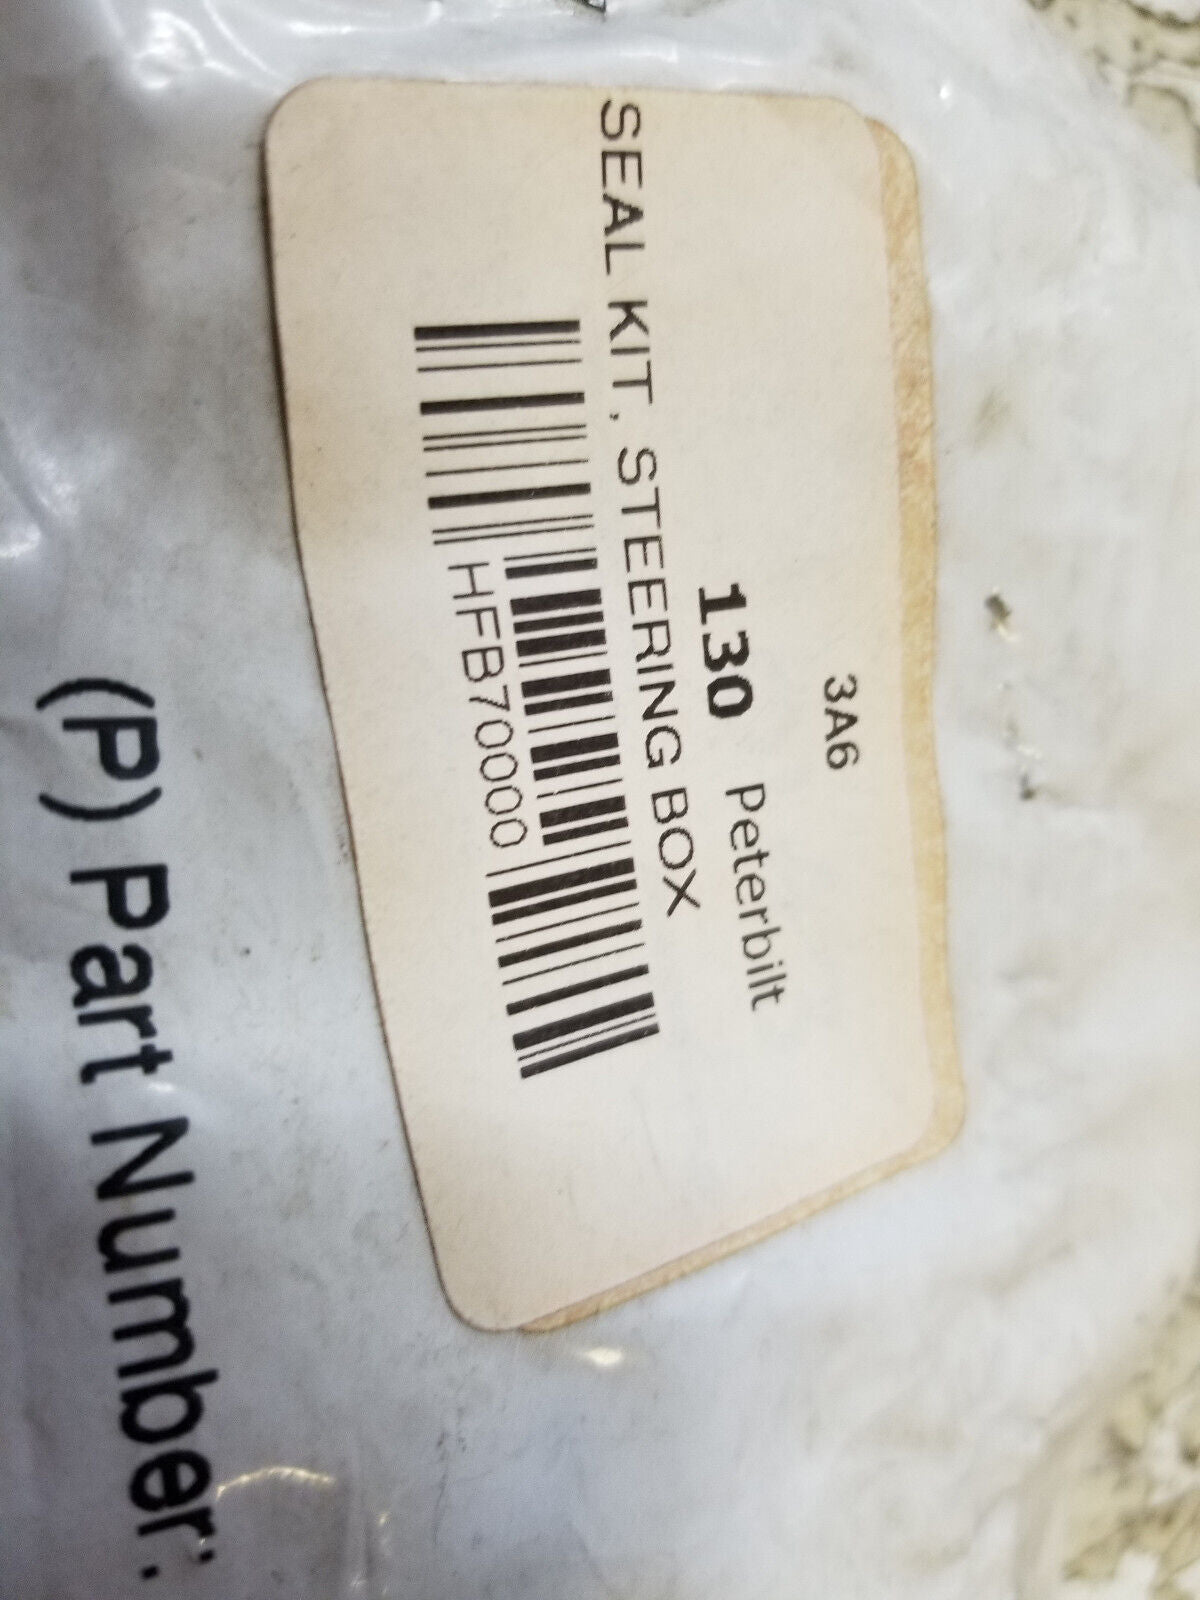 3A6
130 Peterbilt
SEAL KIT, STEERING BOX
HFB70000
(P) Part Number: